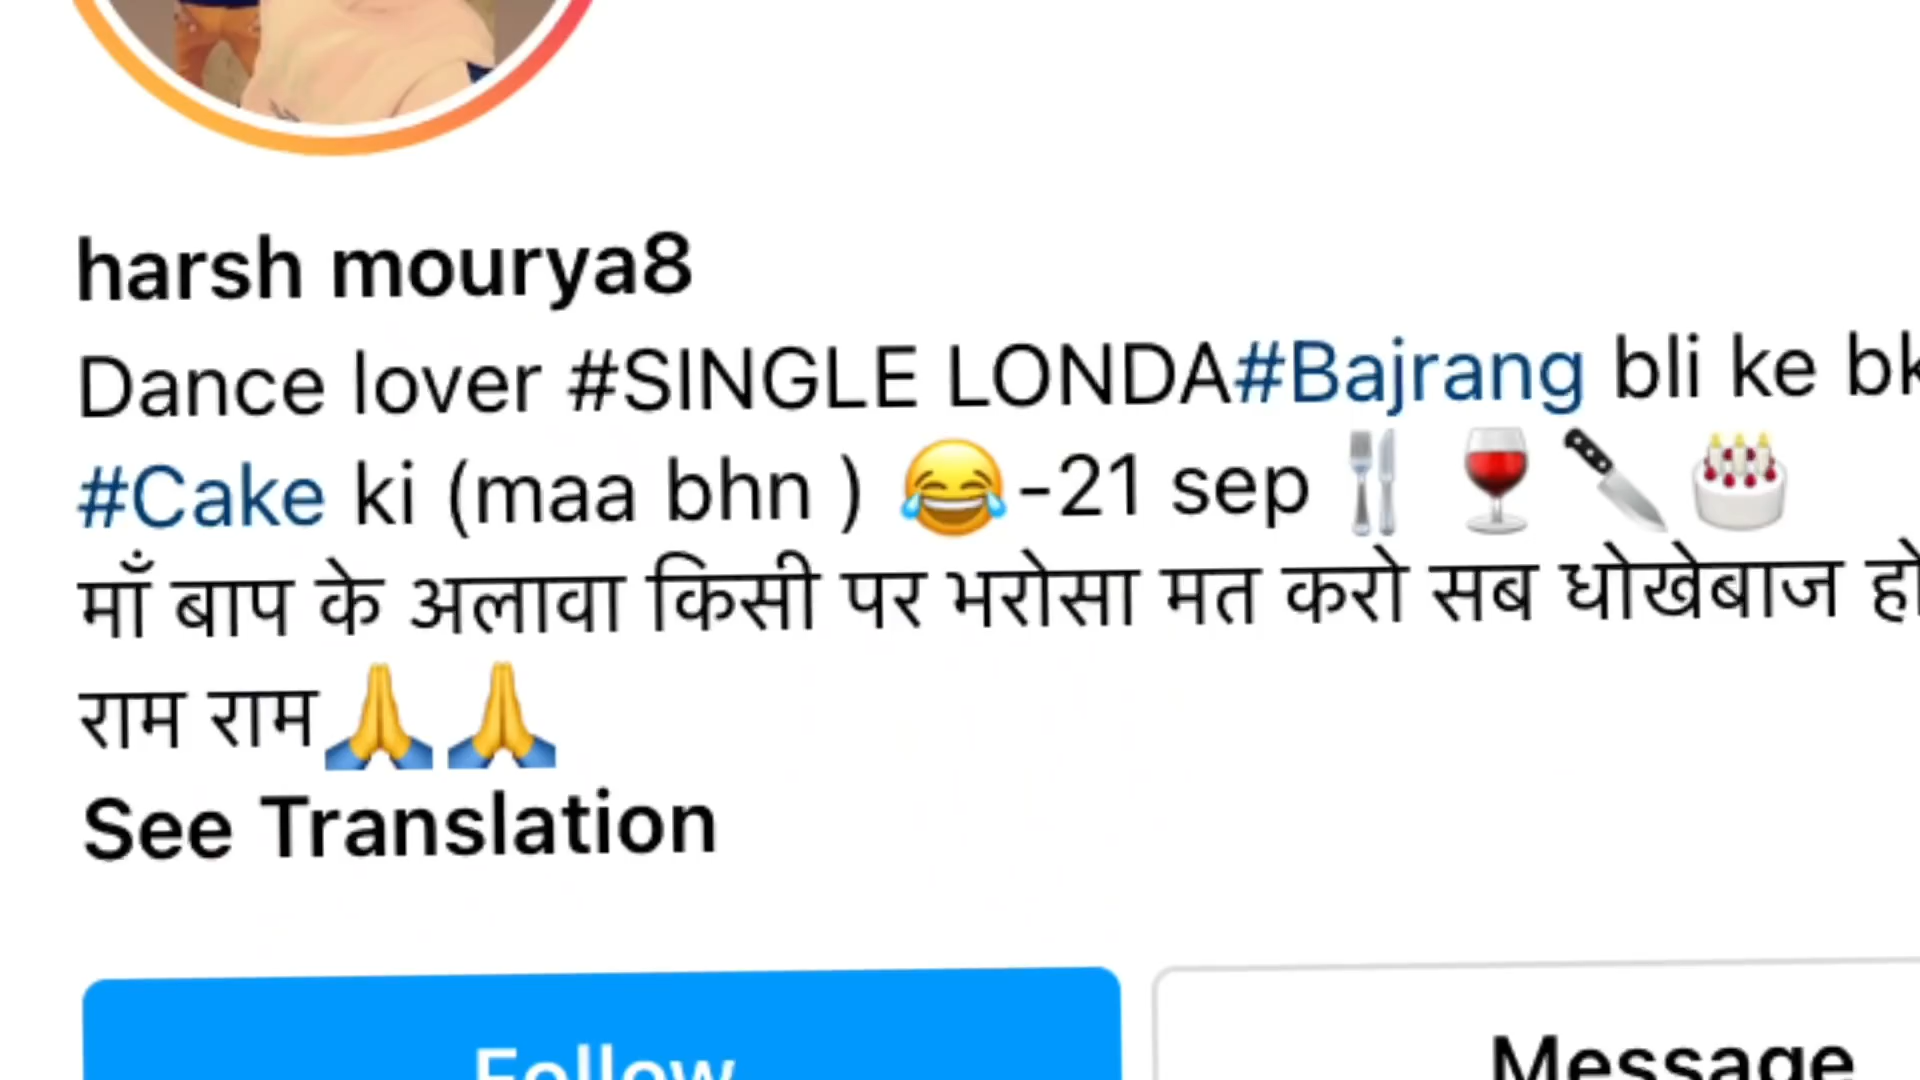 harsh mourya8
Dance lover #SINGLE LONDA#Bajrang bli ke
#Cake ki (maa bhn ) 😂-21 sep🍴 🍷🔪🎂
माँ बाप के अलावा किसी पर भरोसा मत करो सब धोखेबाज
राम राम🙏🙏
See Translation
Follow
Message